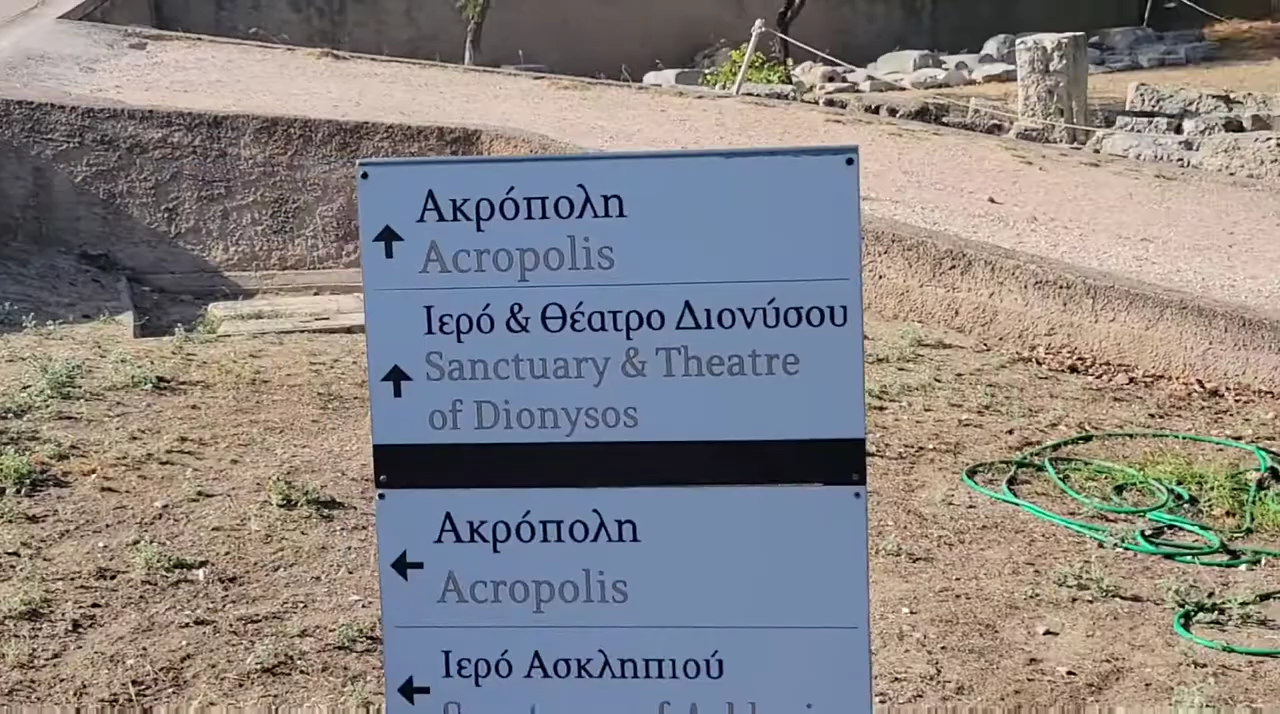 Ακρόπολη
Acropolis
Ιερό & Θέατρο Διονύσου
Sanctuary & Theatre
of Dionysos
Ακρόπολη
Acropolis
Ιερό Ασκληπιού